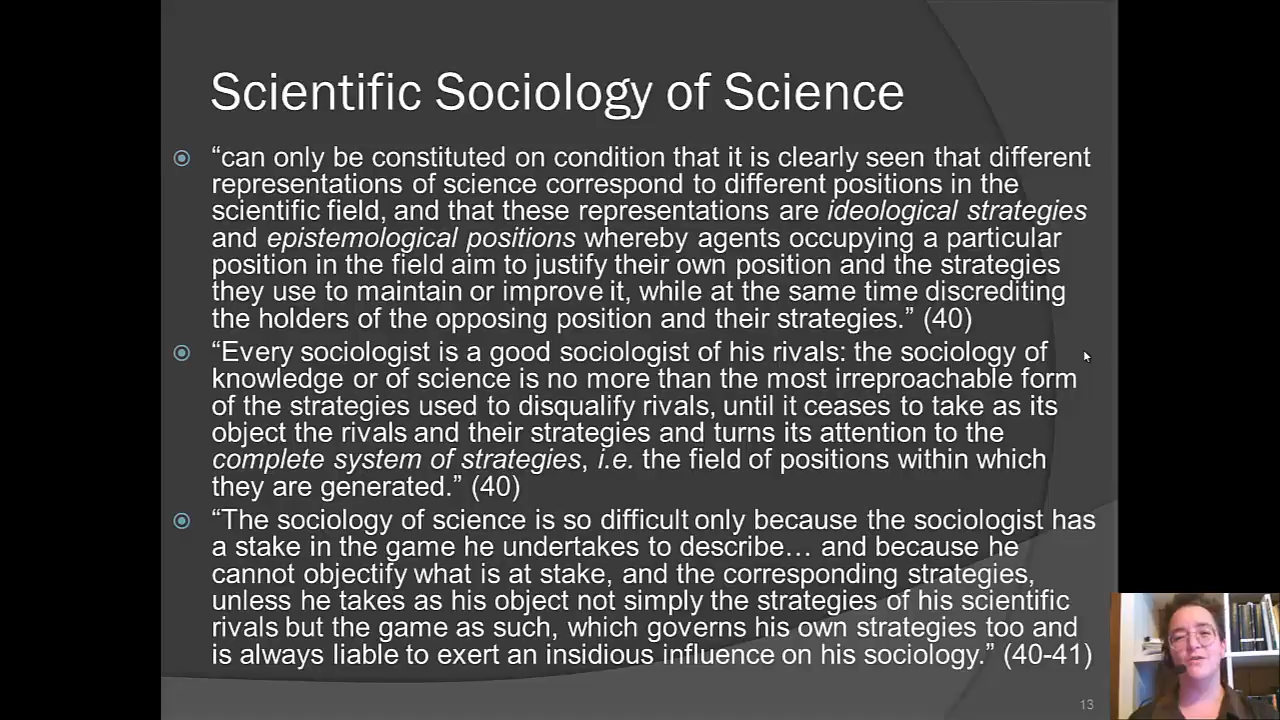 Scientific Sociology of Science
“can only be constituted on condition that it is clearly seen that different
representations of science correspond to different positions in the
scientific field, and that these representations are ideological strategies
and epistemological positions whereby agents occupying a particular
position in the field aim to justify their own position and the strategies
they use to maintain or improve it, while at the same time discrediting
the holders of the opposing position and their strategies.” (40)
“Every sociologist is a good sociologist of his rivals: the sociology of
knowledge or of science is no more than the most irreproachable form
of the strategies used to disqualify rivals, until it ceases to take as its
object the rivals and their strategies and turns its attention to the
complete system of strategies, i.e. the field of positions within which
they are generated.” (40)
“The sociology of science is so difficult only because the sociologist has
a stake in the game he undertakes to describe… and because he
cannot objectify what is at stake, and the corresponding strategies,
unless he takes as his object not simply the strategies of his scientific
rivals but the game as such, which governs his own strategies too and
is always liable to exert an insidious influence on his sociology.” (40-41)
13